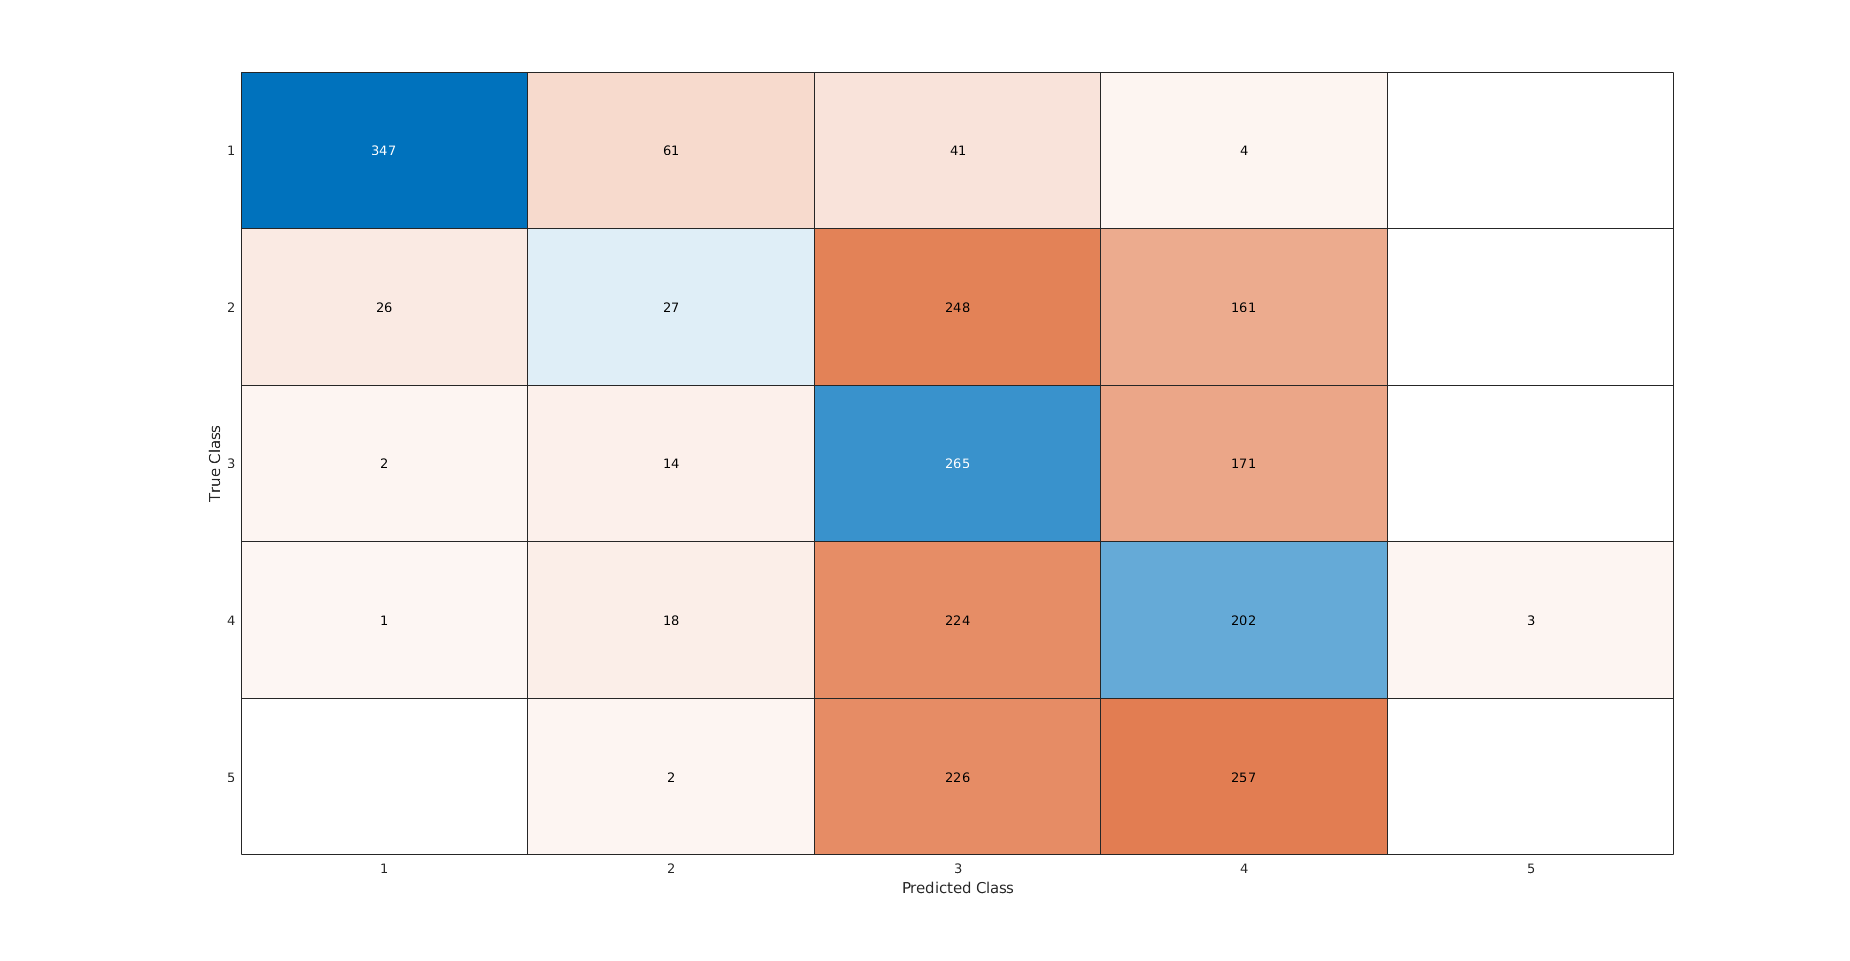 1 347 61 41 4
2 26 27 248 161
3 2 14 265 171
4 1 18 224 202 3
5 2 226 257
1 2 3 4 5
Predicted Class
True Class